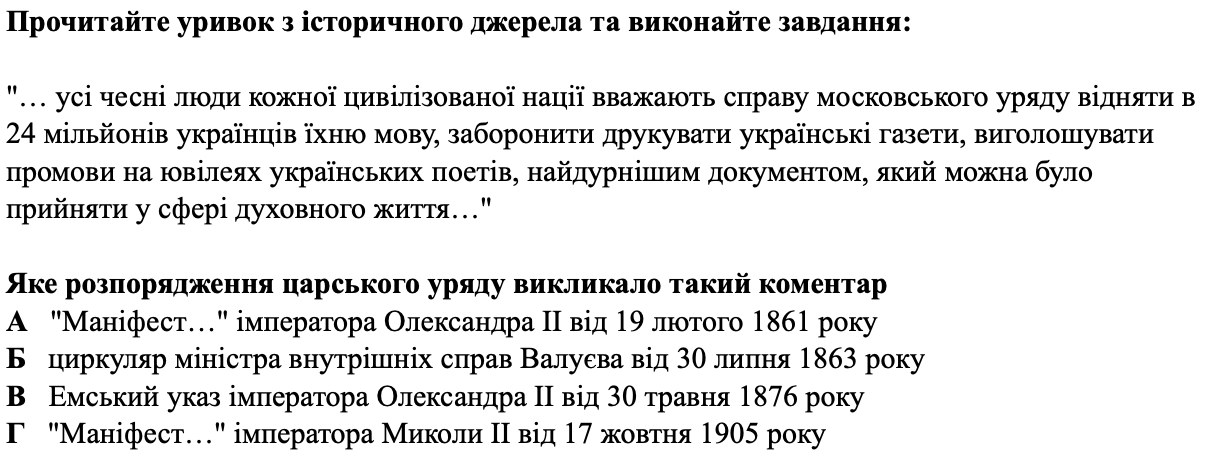 Прочитайте уривок з історичного джерела та виконайте завдання:
"… усі чесні люди кожної цивілізованої нації вважають справу московського уряду відняти в
24 мільйонів українців їхню мову, заборонити друкувати українські газети, виголошувати
промови на ювілеях українських поетів, найдурнішим документом, який можна було
прийняти у сфері духовного життя…"
Яке розпорядження царського уряду викликало такий коментар
А "Маніфест…" імператора Олександра ІІ від 19 лютого 1861 року
Б циркуляр міністра внутрішніх справ Валуєва від 30 липня 1863 року
В Емський указ імператора Олександра ІІ від 30 травня 1876 року
Г "Маніфест…" імператора Миколи ІІ від 17 жовтня 1905 року